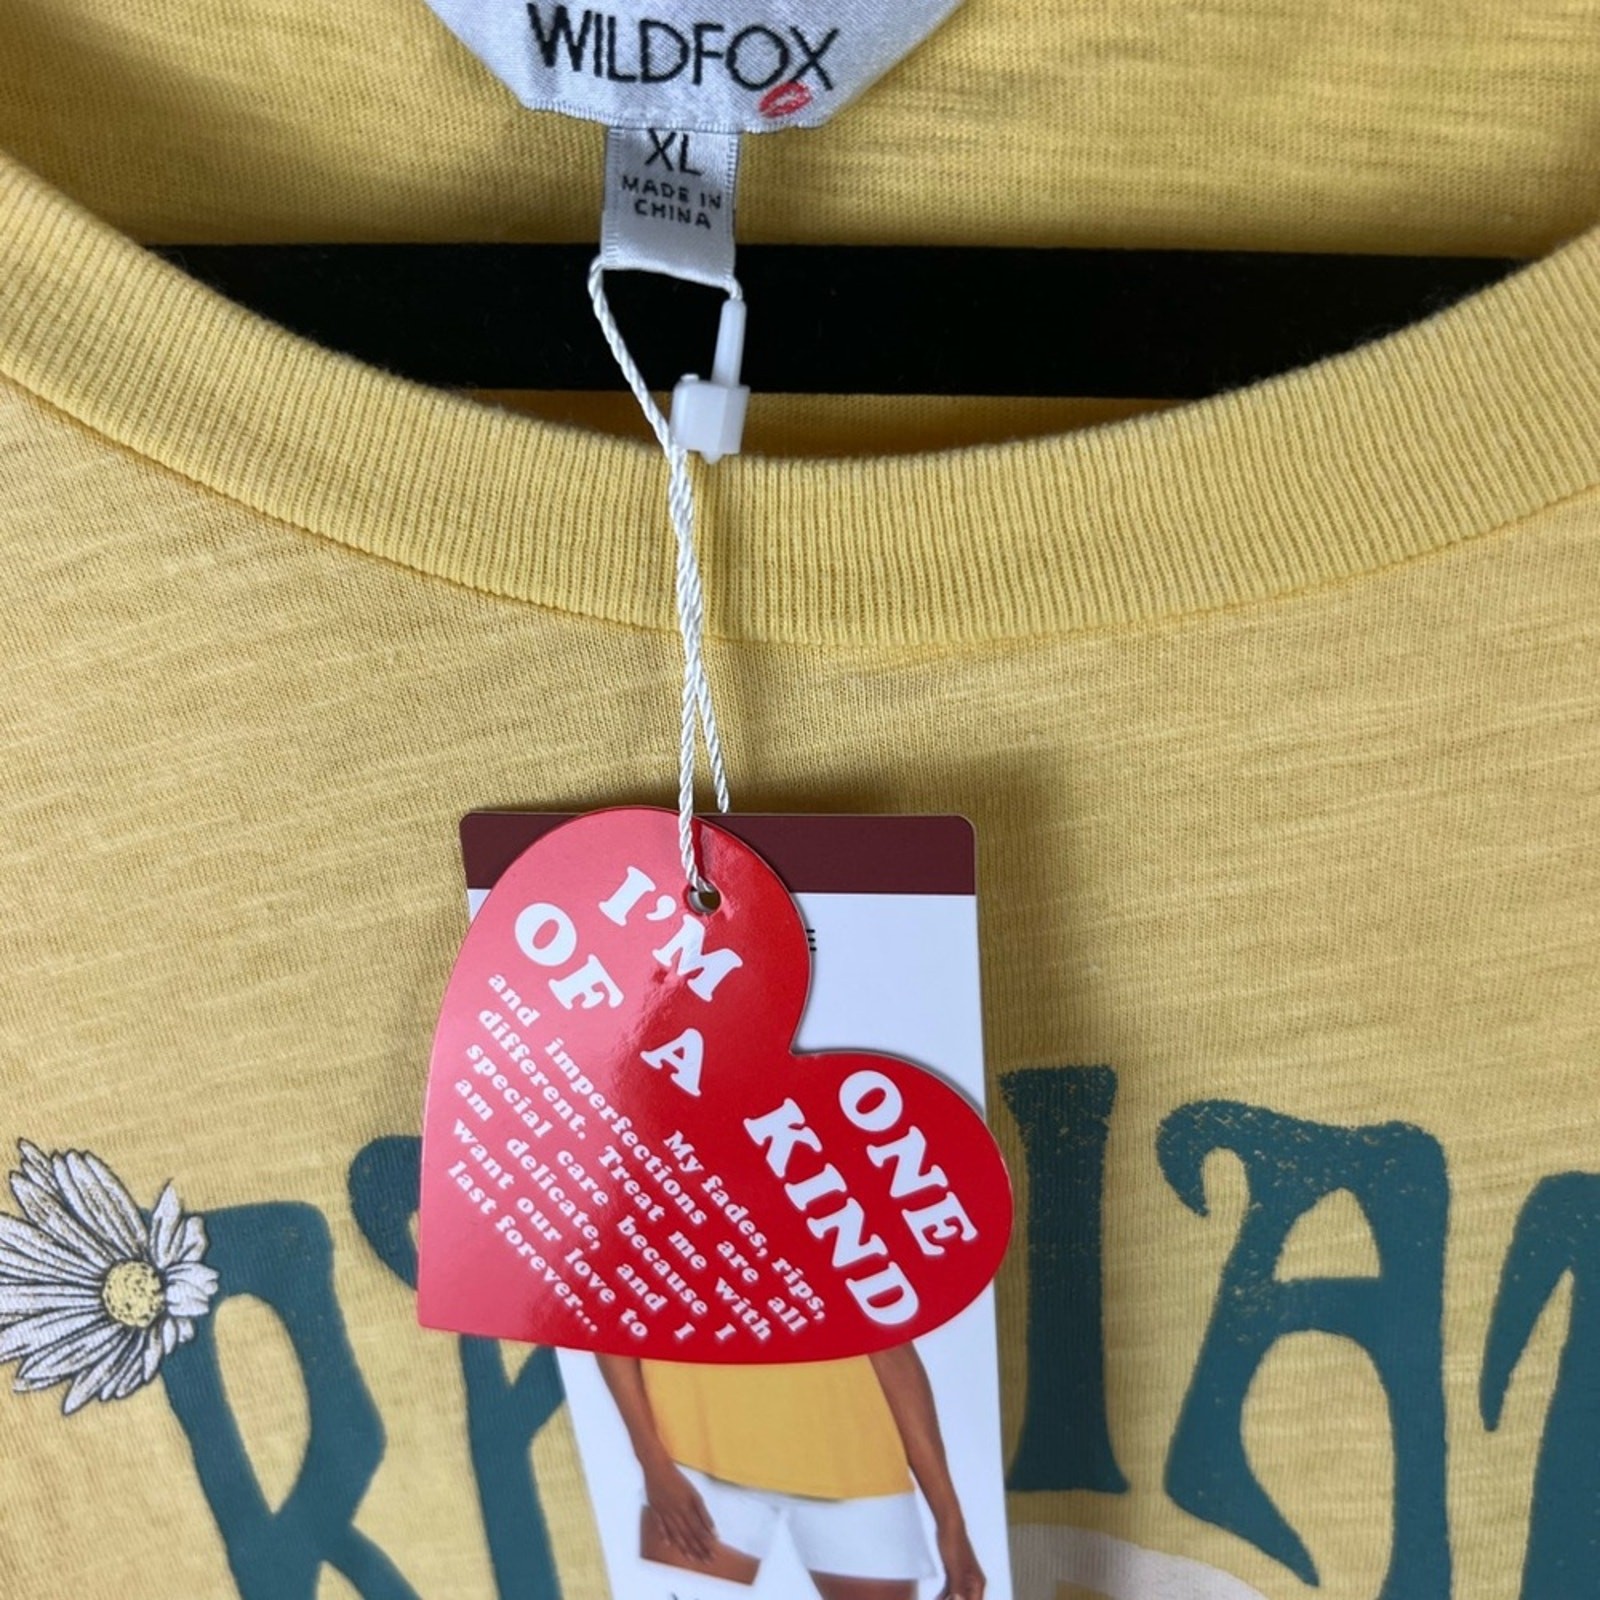 WILDFOX
XL
MADE IN
CHINA
I'M ONE
OF A KIND
My fades, rips,
and imperfections are all
different. Treat me with
special care because I
am delicate, and I
want our love to
last forever...